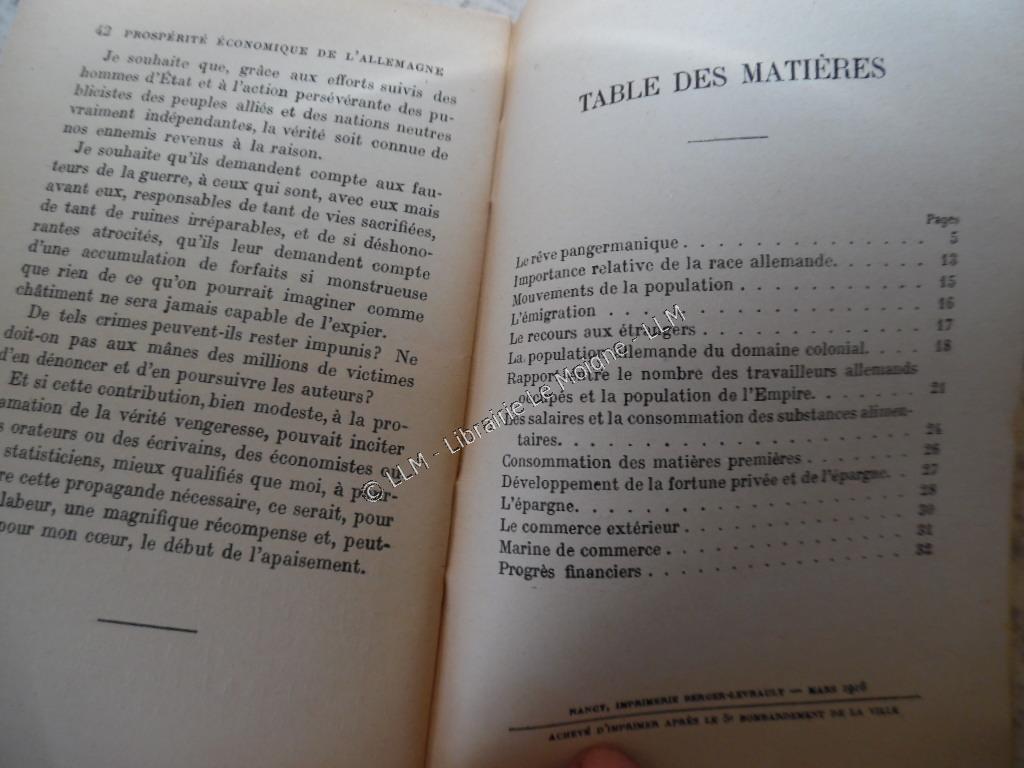 42 PROSPÉRITÉ ÉCONOMIQUE DE L'ALLEMAGNE
Je souhaite que, grâce aux efforts suivis des
hommes d'État et à l'action persévérante des pu-
blicistes des peuples alliés et des nations neutres
vraiment indépendantes, la vérité soit connue de
nos ennemis revenus à la raison.
Je souhaite qu'ils demandent compte aux fau-
teurs de la guerre, à ceux qui sont, avec eux mais
avant eux, responsables de tant de vies sacrifiées,
de tant de ruines irréparables, et de si déshono-
rantes atrocités, qu'ils leur demandent compte
d'une accumulation de forfaits si monstrueuse
que rien de ce qu'on pourrait imaginer comme
châtiment ne sera jamais capable de l'expier.
De tels crimes peuvent-ils rester impunis? Ne
doit-on pas aux mânes des millions de victimes
d'en dénoncer et d'en poursuivre les auteurs?
Et si cette contribution, bien modeste, à la pro-
amation de la vérité vengeresse, pouvait inciter
s orateurs ou des écrivains, des économistes ou
statisticiens, mieux qualifiés que moi, à pour-
re cette propagande nécessaire, ce serait, pour
labeur, une magnifique récompense et, peut-
pour mon cœur, le début de l'apaisement.
TABLE DES MATIÈRES
Pages
Le rêve pangermanique . . . . . . . . . . . . . . 5
Importance relative de la race allemande. . . . . . 13
Mouvements de la population . . . . . . . . . . . 15
L'émigration . . . . . . . . . . . . . . . . . 16
Le recours aux étrangers . . . . . . . . . . . . 17
La population allemande du domaine colonial. . . . 18
Rapport entre le nombre des travailleurs allemands
occupés et la population de l'Empire. . . . . . . 21
Les salaires et la consommation des substances alimen-
taires. . . . . . . . . . . . . . . . . . . 24
Consommation des matières premières . . . . . . . 26
Développement de la fortune privée et de l'épargne. 27
L'épargne. . . . . . . . . . . . . . . . . . 28
Le commerce extérieur . . . . . . . . . . . . . 30
Marine de commerce . . . . . . . . . . . . . . 31
Progrès financiers . . . . . . . . . . . . . . 32
NANCY, IMPRIMERIE BERGER-LEVRAULT — MARS 1916
ACHEVÉ D'IMPRIMER APRÈS LE 5e BOMBARDEMENT DE LA VILLE
© LLM - Librairie Le Moigne - LLM